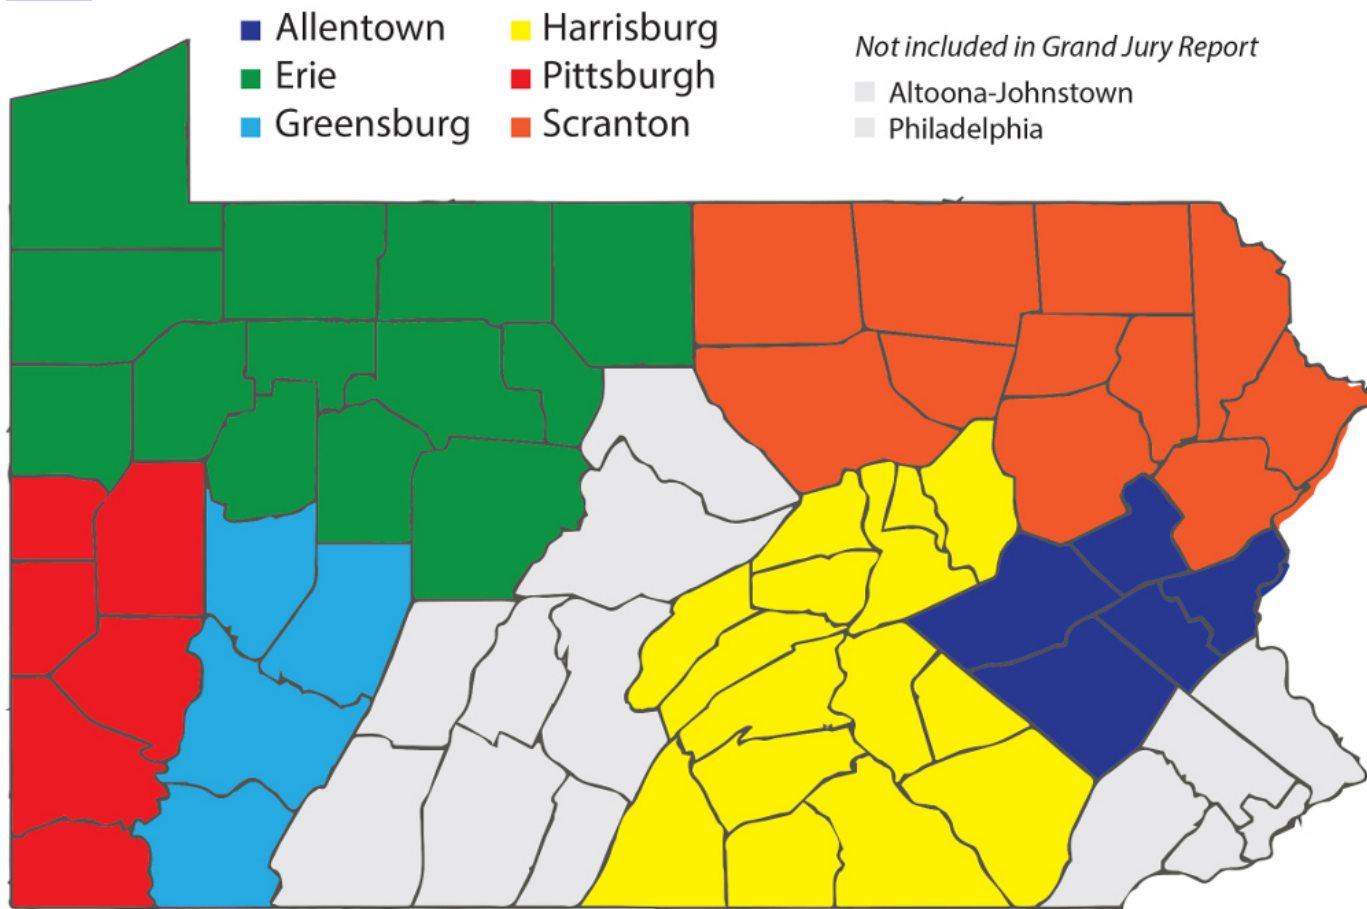 Allentown
Erie
Greensburg
Harrisburg
Pittsburgh
Scranton
Not included in Grand Jury Report
Altoona-Johnstown
Philadelphia